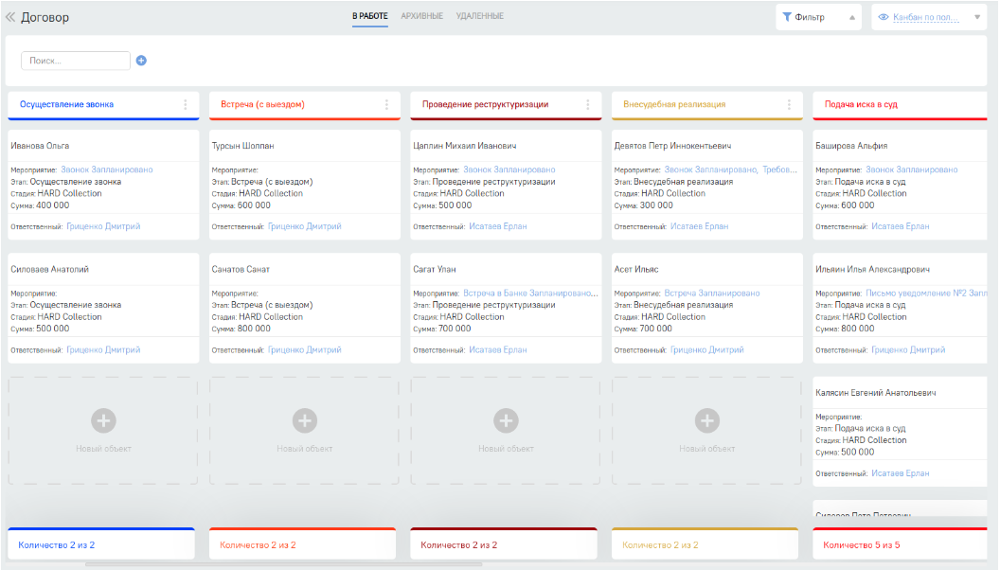 Договор
В РАБОТЕ АРХИВНЫЕ УДАЛЕННЫЕ
Фильтр
Канбан по пол...
Поиск...
Осуществление звонка
Иванова Ольга
Мероприятие: Звонок Запланировано
Этап: Осуществление звонка
Стадия: HARD Collection
Сумма: 400 000
Ответственный: Гриценко Дмитрий
Силоваев Анатолий
Мероприятие:
Этап: Осуществление звонка
Стадия: HARD Collection
Сумма: 500 000
Ответственный: Гриценко Дмитрий
Новый объект
Количество 2 из 2
Встреча (с выездом)
Турсын Шолпан
Мероприятие:
Этап: Встреча (с выездом)
Стадия: HARD Collection
Сумма: 600 000
Ответственный: Гриценко Дмитрий
Санатов Санат
Мероприятие:
Этап: Встреча (с выездом)
Стадия: HARD Collection
Сумма: 800 000
Ответственный: Гриценко Дмитрий
Новый объект
Количество 2 из 2
Проведение реструктуризации
Цаплин Михаил Иванович
Мероприятие: Звонок Запланировано
Этап: Проведение реструктуризации
Стадия: HARD Collection
Сумма: 500 000
Ответственный: Исатаев Ерлан
Сагат Улан
Мероприятие: Встреча в Банке Запланировано...
Этап: Проведение реструктуризации
Стадия: HARD Collection
Сумма: 700 000
Ответственный: Исатаев Ерлан
Новый объект
Количество 2 из 2
Внесудебная реализация
Девятов Петр Иннокентьевич
Мероприятие: Звонок Запланировано, Требов...
Этап: Внесудебная реализация
Стадия: HARD Collection
Сумма: 300 000
Ответственный: Исатаев Ерлан
Асет Ильяс
Мероприятие: Встреча Запланировано
Этап: Внесудебная реализация
Стадия: HARD Collection
Сумма: 700 000
Ответственный: Гриценко Дмитрий
Новый объект
Количество 2 из 2
Подача иска в суд
Баширова Альфия
Мероприятие: Звонок Запланировано
Этап: Подача иска в суд
Стадия: HARD Collection
Сумма: 600 000
Ответственный: Исатаев Ерлан
Ильяин Илья Александрович
Мероприятие: Письмо уведомление №2 Запл
Этап: Подача иска в суд
Стадия: HARD Collection
Сумма: 800 000
Ответственный: Гриценко Дмитрий
Калясин Евгений Анатольевич
Мероприятие:
Этап: Подача иска в суд
Стадия: HARD Collection
Сумма: 500 000
Ответственный: Исатаев Ерлан
Петр Петрович
Количество 5 из 5